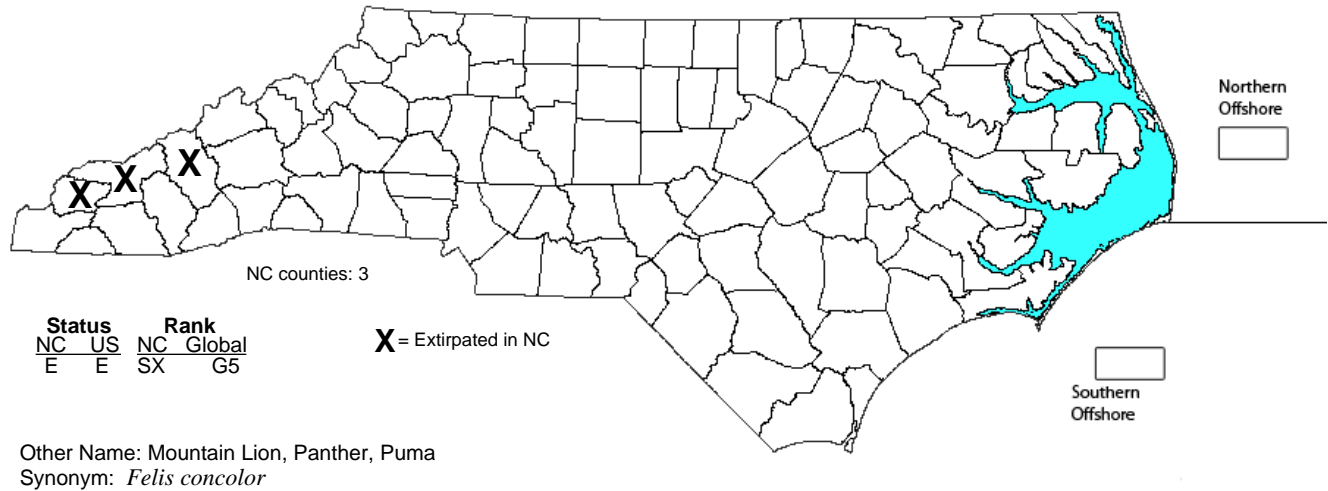 X
X
X
Northern
Offshore
NC counties: 3
Status Rank
NC US NC Global
E E SX G5
X = Extirpated in NC
Southern
Offshore
Other Name: Mountain Lion, Panther, Puma
Synonym: Felis concolor